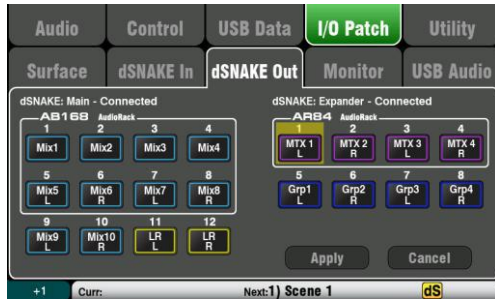 Audio Control USB Data I/O Patch Utility
Surface dSNAKE In dSNAKE Out Monitor USB Audio
dSNAKE: Main - Connected dSNAKE: Expander - Connected
AB168 AudioRack AR84 AudioRack
1 2 3 4 1 2 3 4
Mix1 Mix2 Mix3 Mix4 MTX 1 L MTX 2 R MTX 3 L MTX 4 R
5 6 7 8 5 6 7 8
Mix5 L Mix6 R Mix7 L Mix8 R Grp1 L Grp2 R Grp3 L Grp4 R
9 10 11 12
Mix9 L Mix10 R LR L LR R
Apply Cancel
+1 Curr: Next:1) Scene 1 dS